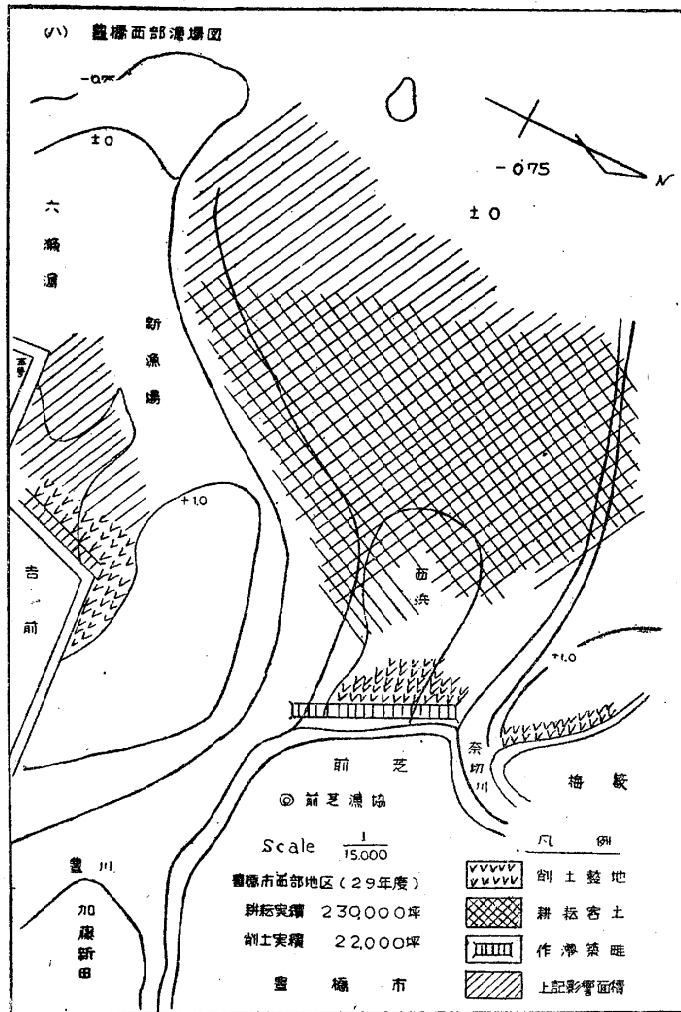 (ハ) 豊橋西部漁場図
-0.75
±0
N
-075
±0
六瀬澗
新漁場
+1.0
吉前
西浜
+1.0
前芝
奈切川
梅薮
◎前芝漁協
Scale 1/15.000
凡例
豊川
加藤新田
豊橋市西部地区(29年度)
耕耘実績 230,000坪
削土実績 22,000坪
豊橋市
削土整地
耕耘客土
作澪築畦
上記影響面積